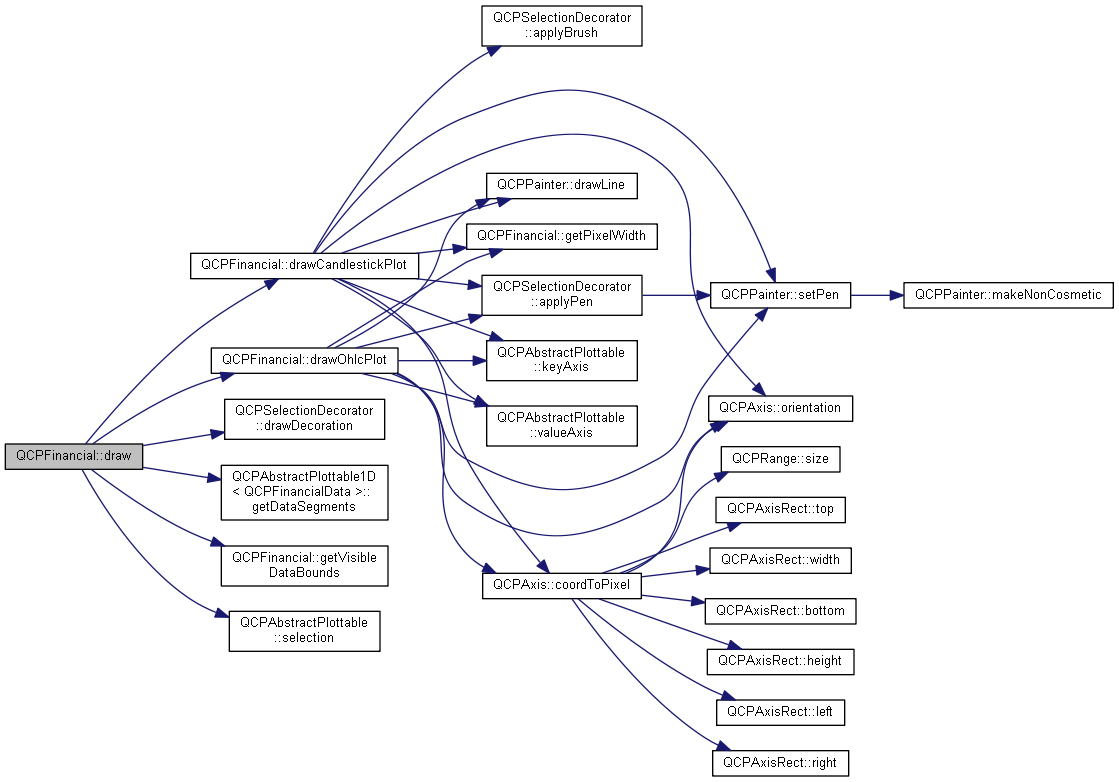 QCPFinancial::draw
QCPFinancial::drawCandlestickPlot
QCPFinancial::drawOhlcPlot
QCPSelectionDecorator
::drawDecoration
QCPAbstractPlottable1D
< QCPFinancialData >::
getDataSegments
QCPFinancial::getVisible
DataBounds
QCPAbstractPlottable
::selection
QCPSelectionDecorator
::applyBrush
QCPPainter::drawLine
QCPFinancial::getPixelWidth
QCPSelectionDecorator
::applyPen
QCPAbstractPlottable
::keyAxis
QCPAbstractPlottable
::valueAxis
QCPAxis::coordToPixel
QCPPainter::setPen
QCPAxis::orientation
QCPRange::size
QCPAxisRect::top
QCPAxisRect::width
QCPAxisRect::bottom
QCPAxisRect::height
QCPAxisRect::left
QCPAxisRect::right
QCPPainter::makeNonCosmetic